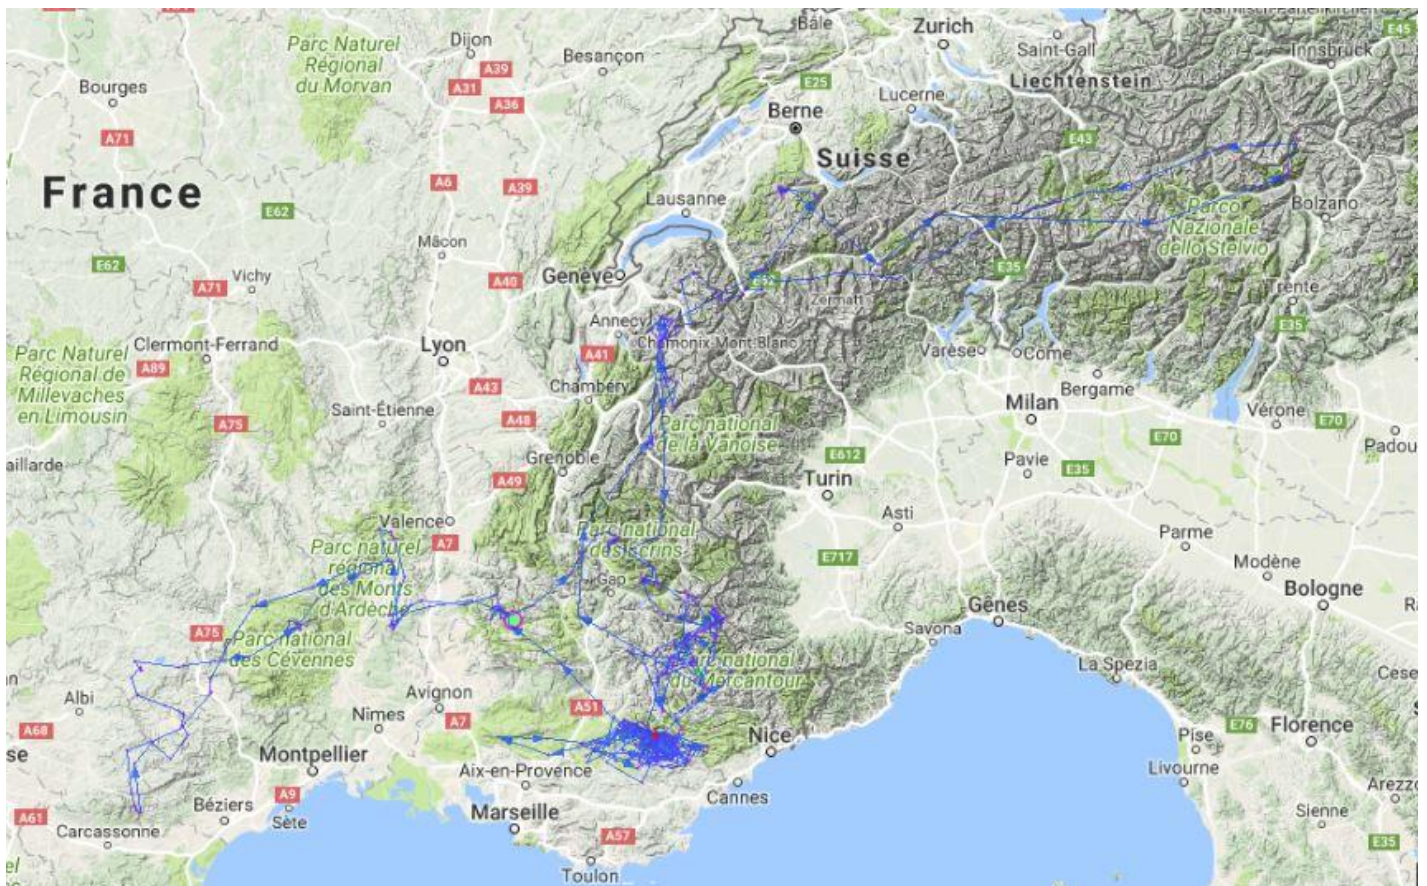 Dijon
Bâle
Zurich
Saint-Gall
E45
Parc Naturel
Régional
du Morvan
A39
Besançon
Innsbruck
Liechtenstein
Bourges
A31
A36
E25
Lucerne
Berne
A71
E43
Suisse
France
A6
A39
Lausanne
E62
Parco
Nazionale
dello Stelvio
Bolzano
Mâcon
E62
Vichy
A40
Genève
E35
Zermatt
Trente
A71
Annecy
Chamonix-Mont-Blanc
E35
Clermont-Ferrand
Lyon
A41
Varèse
Côme
Parc Naturel
Régional de
Millevaches
en Limousin
A89
A43
Chambéry
Bergame
Saint-Étienne
Milan
Vérone
E70
A75
A48
Parc national
de la Vanoise
E70
Padou
aillarde
Grenoble
E612
Pavie
E35
A49
Turin
Asti
Valence
Parc national
des Écrins
Parme
A7
Parc naturel
régional
des Monts
d'Ardèche
E717
Modène
Gap
Bologne
Gênes
A75
Parc national
des Cévennes
Savona
La Spezia
Parc national
du Mercantour
Cese
Albi
Avignon
A51
Nîmes
A7
A68
E76
Florence
Nice
Pise
se
Montpellier
Aix-en-Provence
Livourne
Cannes
A9
Béziers
Marseille
Sète
A61
Sienne
Carcassonne
A57
E35
Toulon